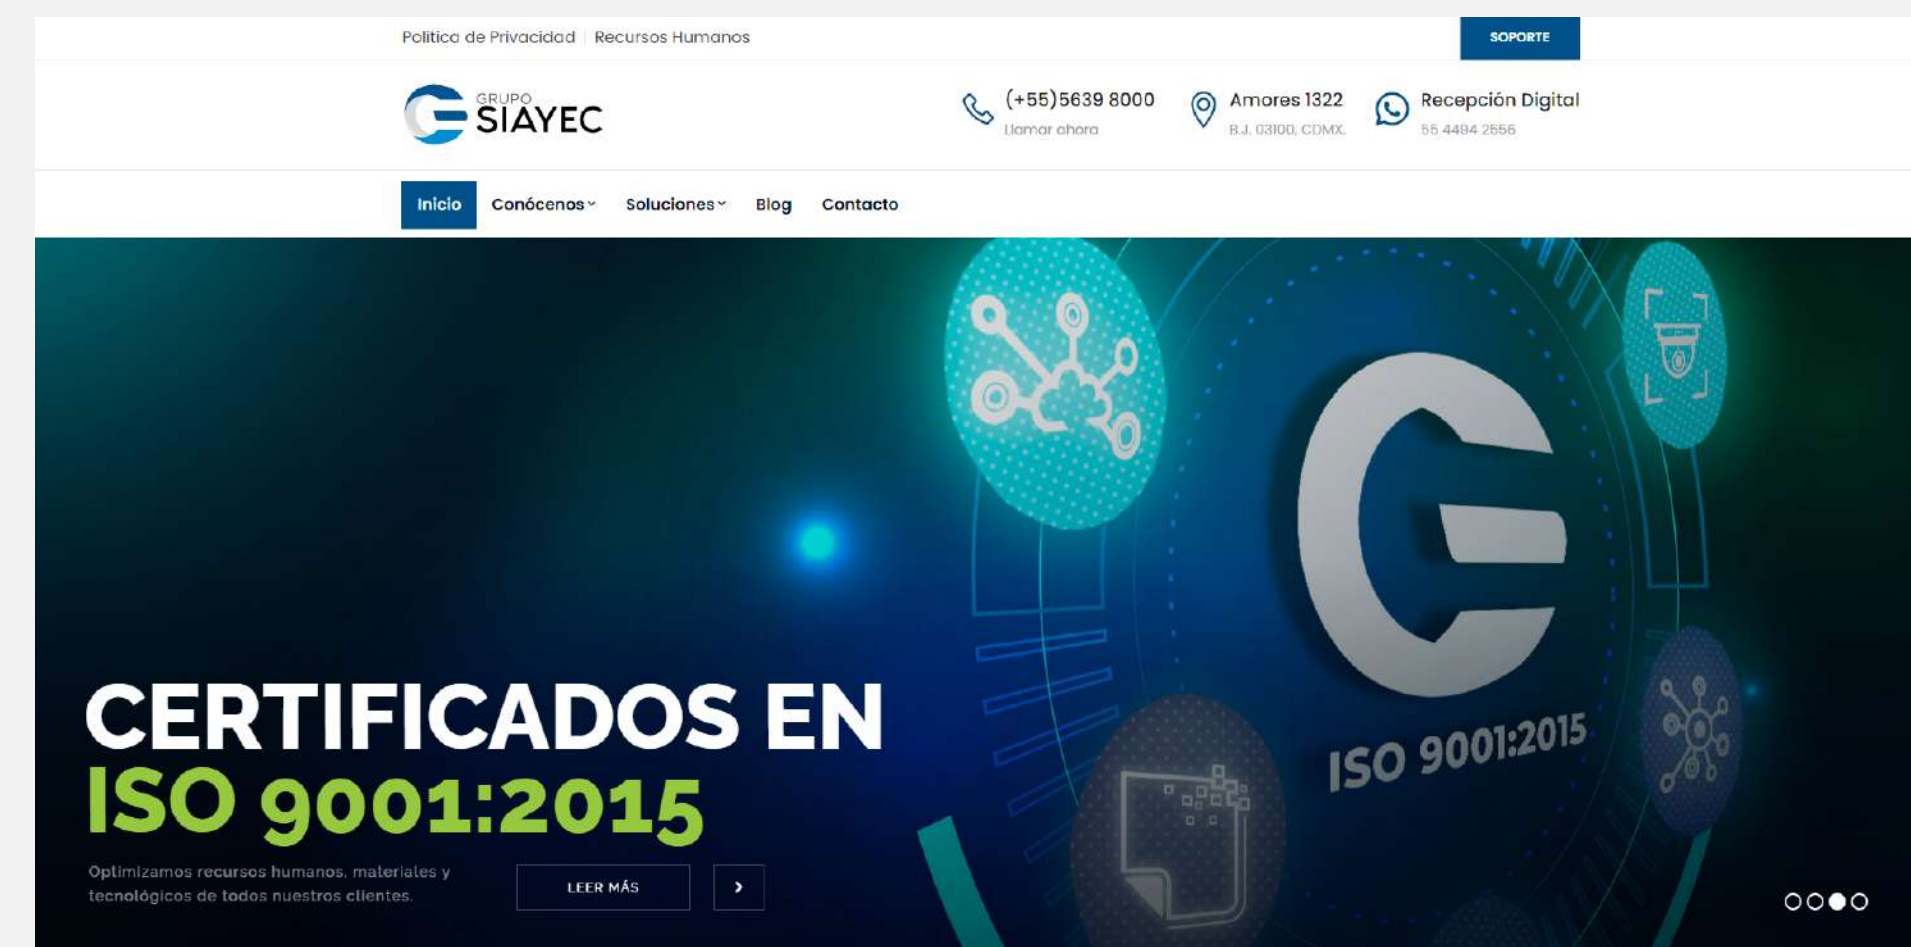 Política de Privacidad
Recursos Humanos
SOPORTE
GRUPO
SIAYEC
(+55)5639 8000
Llamar ahora
Amores 1322
B.J. 03100, CDMX.
Recepción Digital
55 4494 2556
Inicio
Conócenos
Soluciones
Blog
Contacto
ISO 9001:2015
CERTIFICADOS EN
ISO 9001:2015
Optimizamos recursos humanos, materiales y
tecnológicos de todos nuestros clientes.
LEER MÁS